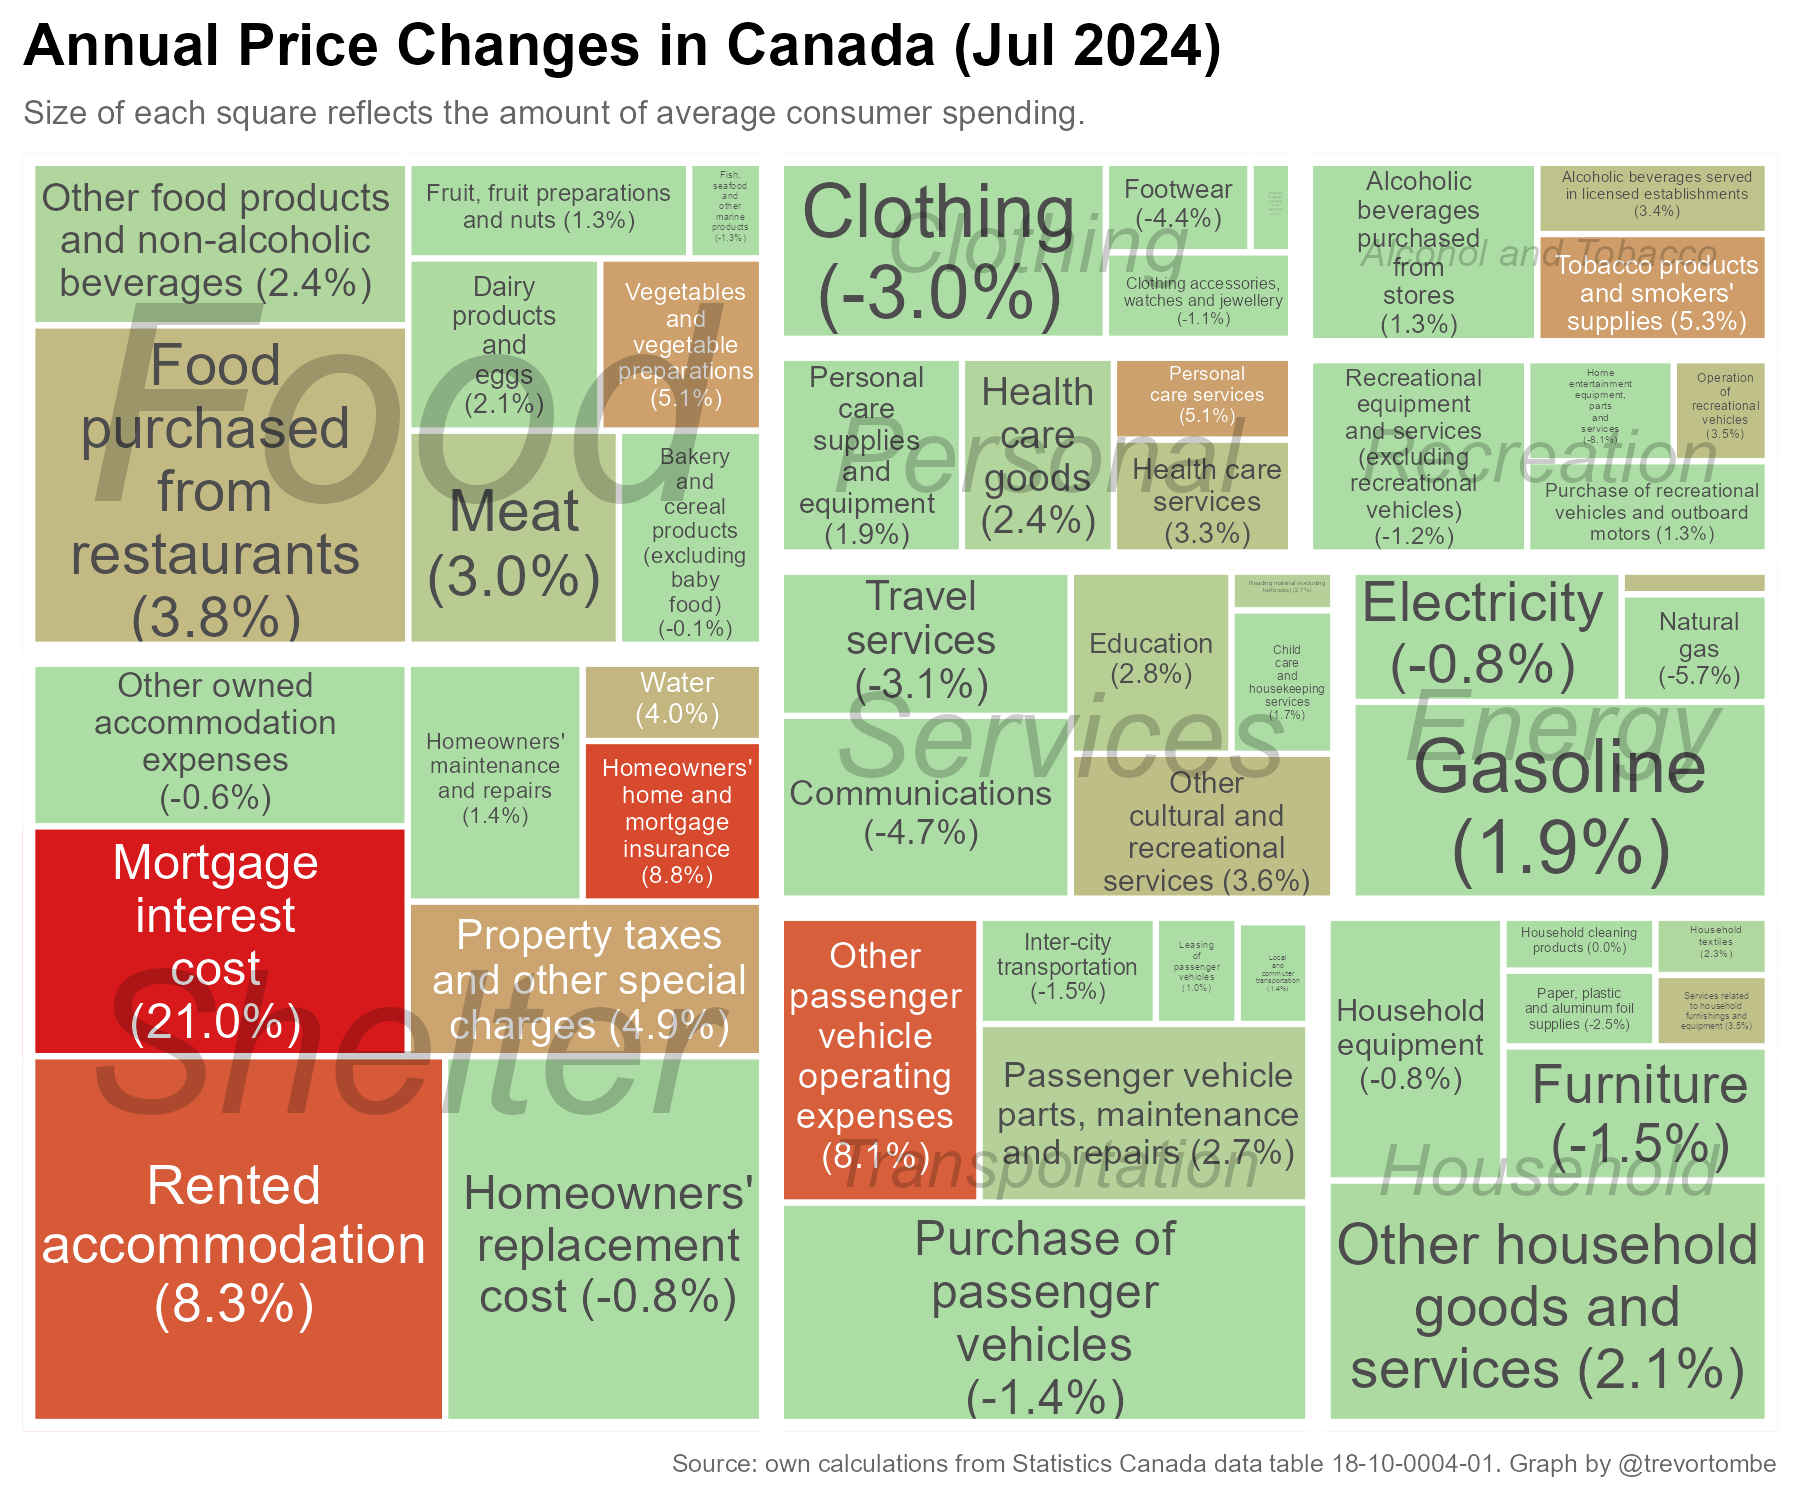 Annual Price Changes in Canada (Jul 2024)
Size of each square reflects the amount of average consumer spending.
Food
Other food products
and non-alcoholic
beverages (2.4%)
Fruit, fruit preparations
and nuts (1.3%)
Fish,
seafood
and
other
marine
products
(-1.3%)
Food
purchased
from
restaurants
(3.8%)
Dairy
products
and
eggs
(2.1%)
Vegetables
and
vegetable
preparations
(5.1%)
Meat
(3.0%)
Bakery
and
cereal
products
(excluding
baby
food)
(-0.1%)
Clothing
Clothing
(-3.0%)
Footwear
(-4.4%)
Clothing accessories,
watches and jewellery
(-1.1%)
Alcohol and Tobacco
Alcoholic
beverages
purchased
from
stores
(1.3%)
Alcoholic beverages served
in licensed establishments
(3.4%)
Tobacco products
and smokers'
supplies (5.3%)
Personal
Personal
care
supplies
and
equipment
(1.9%)
Health
care
goods
(2.4%)
Personal
care services
(5.1%)
Health care
services
(3.3%)
Recreation
Recreational
equipment
and services
(excluding
recreational
vehicles)
(-1.2%)
Home
entertainment
equipment,
parts
and
services
(-8.1%)
Operation
of
recreational
vehicles
(3.5%)
Purchase of recreational
vehicles and outboard
motors (1.3%)
Services
Travel
services
(-3.1%)
Education
(2.8%)
Reading material (excluding
textbooks) (2.7%)
Child
care
and
housekeeping
services
(1.7%)
Communications
(-4.7%)
Other
cultural and
recreational
services (3.6%)
Energy
Electricity
(-0.8%)
Natural
gas
(-5.7%)
Gasoline
(1.9%)
Shelter
Other owned
accommodation
expenses
(-0.6%)
Homeowners'
maintenance
and repairs
(1.4%)
Water
(4.0%)
Homeowners'
home and
mortgage
insurance
(8.8%)
Mortgage
interest
cost
(21.0%)
Property taxes
and other special
charges (4.9%)
Rented
accommodation
(8.3%)
Homeowners'
replacement
cost (-0.8%)
Transportation
Other
passenger
vehicle
operating
expenses
(8.1%)
Inter-city
transportation
(-1.5%)
Leasing
of
passenger
vehicles
(1.0%)
Local
and
commuter
transportation
(1.4%)
Passenger vehicle
parts, maintenance
and repairs (2.7%)
Purchase of
passenger
vehicles
(-1.4%)
Household
Household
equipment
(-0.8%)
Household cleaning
products (0.0%)
Household
textiles
(2.3%)
Paper, plastic
and aluminum foil
supplies (-2.5%)
Services related
to household
furnishings and
equipment (3.5%)
Furniture
(-1.5%)
Other household
goods and
services (2.1%)
Source: own calculations from Statistics Canada data table 18-10-0004-01. Graph by @trevortombe